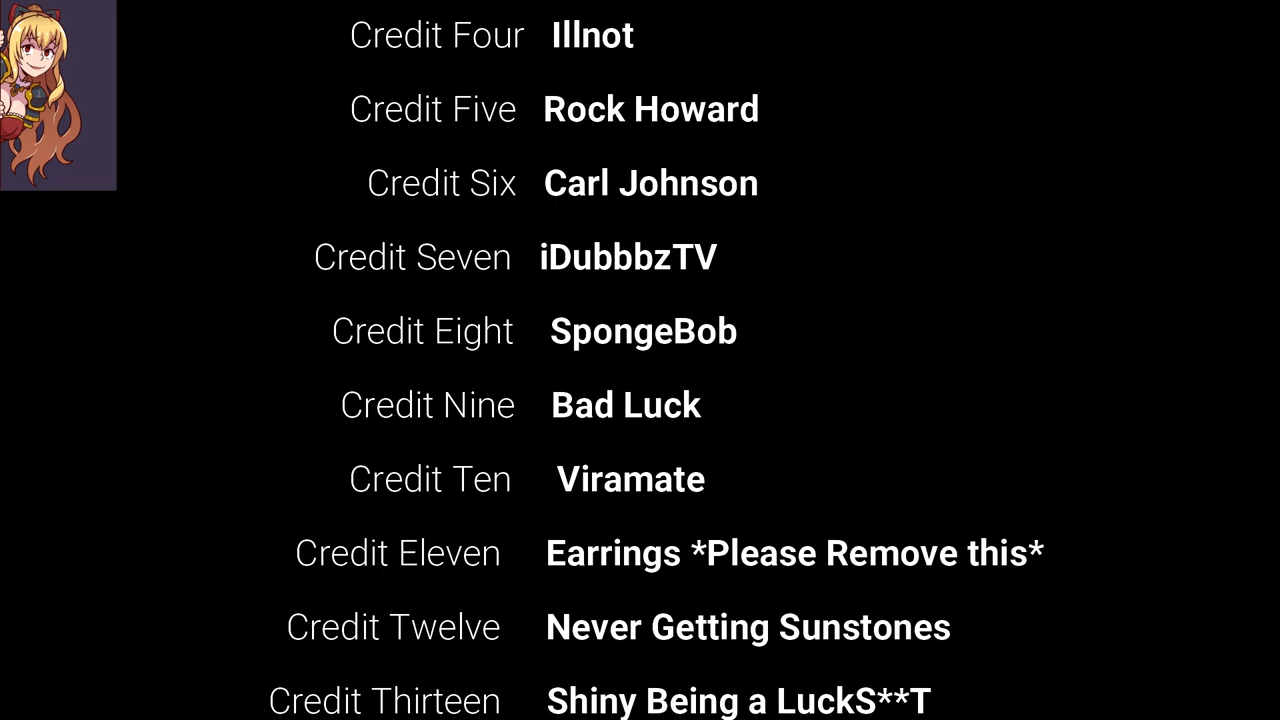 Credit Four Illnot
Credit Five Rock Howard
Credit Six Carl Johnson
Credit Seven iDubbbzTV
Credit Eight SpongeBob
Credit Nine Bad Luck
Credit Ten Viramate
Credit Eleven Earrings *Please Remove this*
Credit Twelve Never Getting Sunstones
Credit Thirteen Shiny Being a LuckS**T